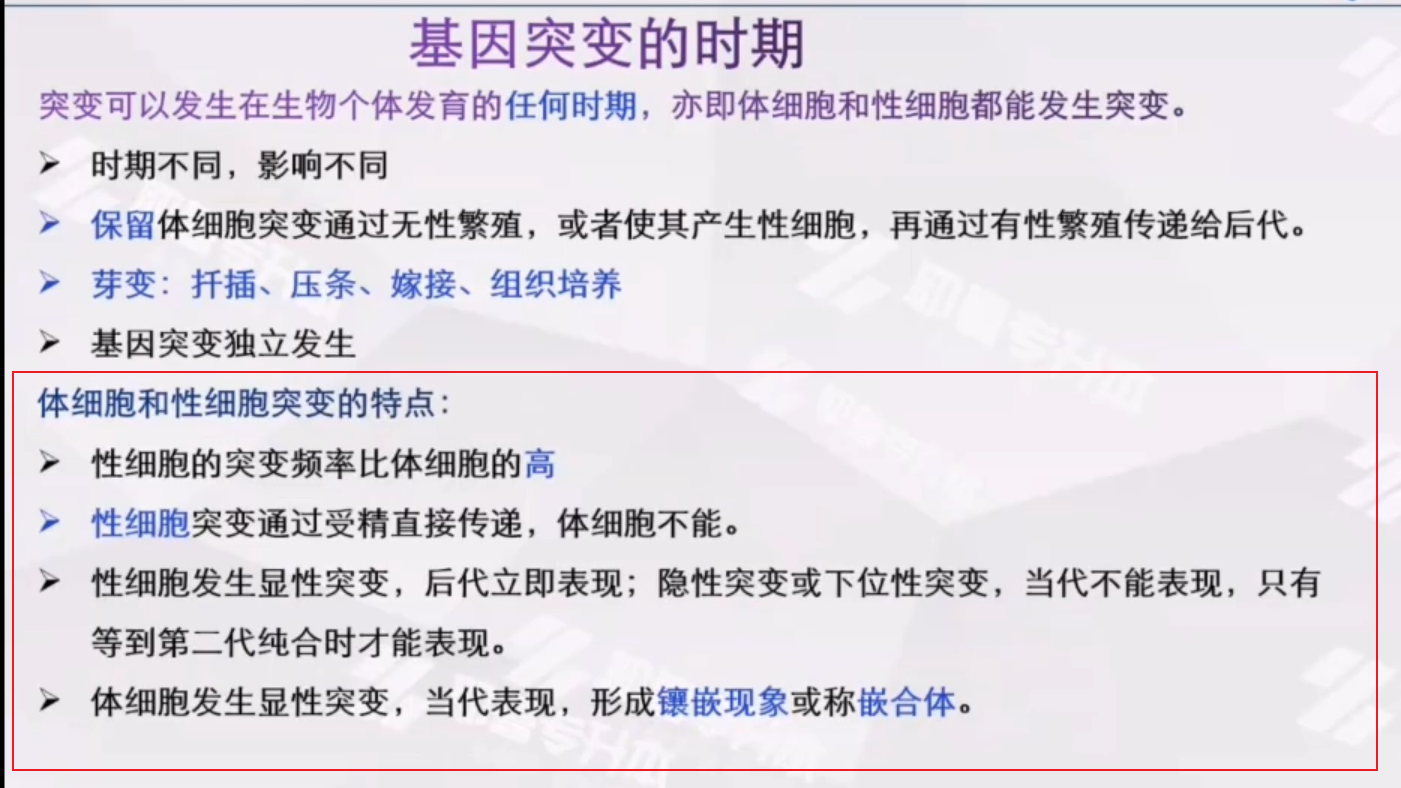 基因突变的时期
突变可以发生在生物个体发育的任何时期，亦即体细胞和性细胞都能发生突变。
➢ 时期不同，影响不同
➢ 保留体细胞突变通过无性繁殖，或者使其产生性细胞，再通过有性繁殖传递给后代。
➢ 芽变：扦插、压条、嫁接、组织培养
➢ 基因突变独立发生
体细胞和性细胞突变的特点：
➢ 性细胞的突变频率比体细胞的高
➢ 性细胞突变通过受精直接传递，体细胞不能。
➢ 性细胞发生显性突变，后代立即表现；隐性突变或下位性突变，当代不能表现，只有
等到第二代纯合时才能表现。
➢ 体细胞发生显性突变，当代表现，形成镶嵌现象或称嵌合体。